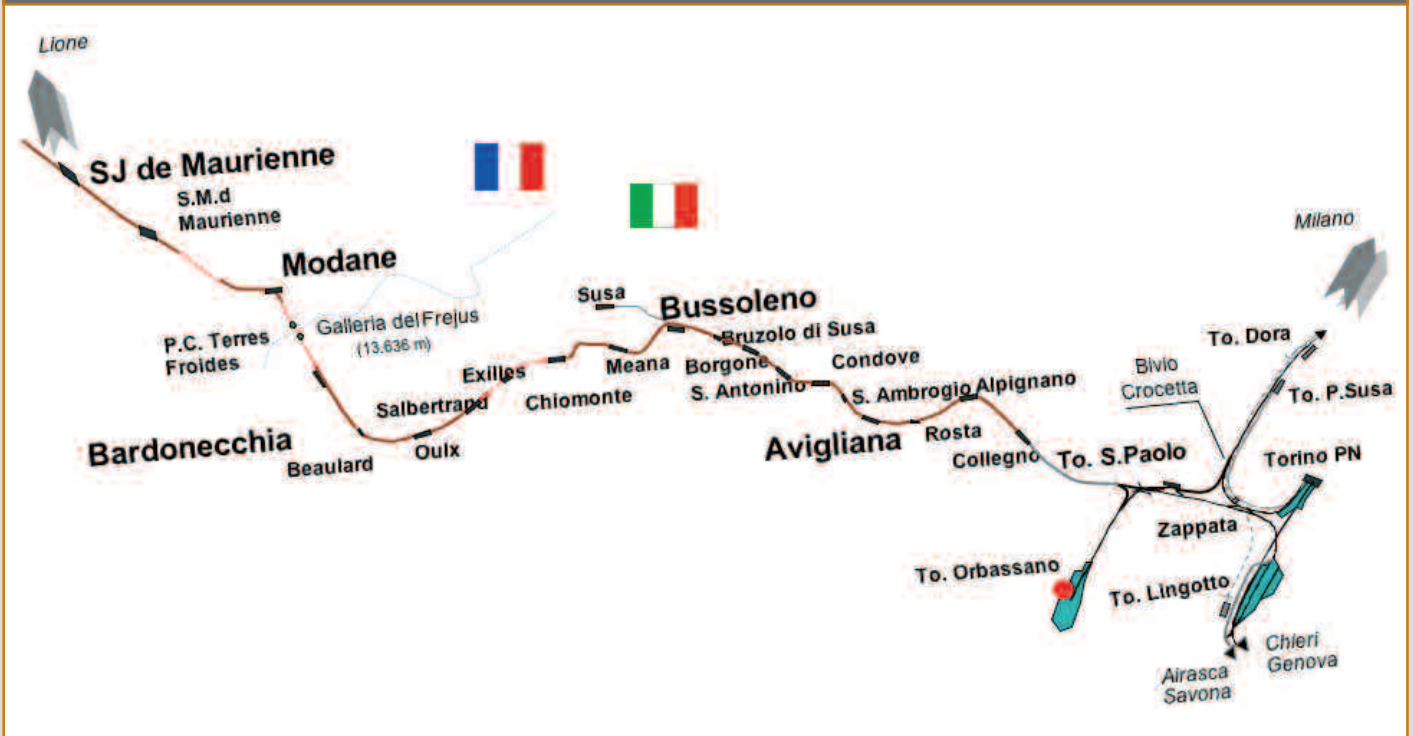 Lione
SJ de Maurienne
S.M.d
Maurienne
Modane
Galleria del Frejus
(13.636 m)
P.C. Terres
Froides
Bardonecchia
Beaulard
Oulx
Salbertrand
Exilles
Chiomonte
Meana
Susa
Bussoleno
Bruzolo di Susa
Borgone
S. Antonino
Condove
S. Ambrogio
Avigliana
Rosta
Alpignano
Collegno
To. S.Paolo
Bivio
Crocetta
Milano
To. Dora
To. P.Susa
Torino PN
Zappata
To. Orbassano
To. Lingotto
Chieri
Genova
Airasca
Savona